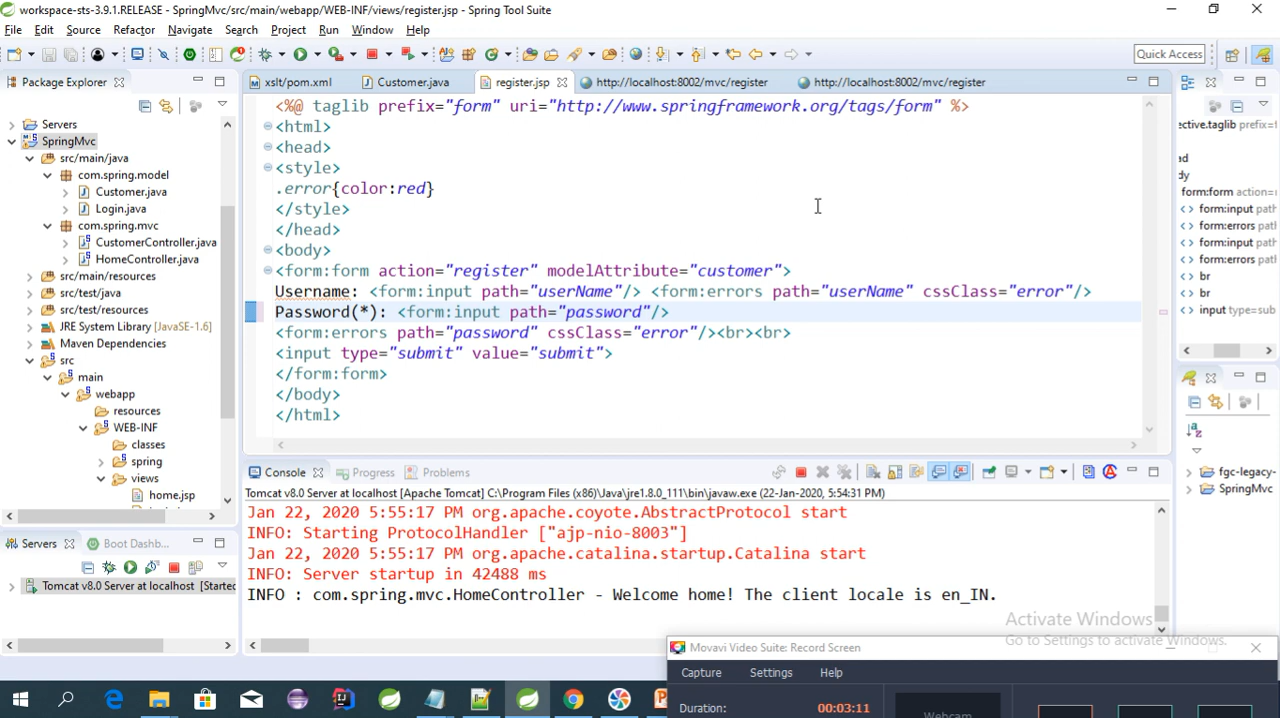 workspace-sts-3.9.1.RELEASE - SpringMvc/src/main/webapp/WEB-INF/views/register.jsp - Spring Tool Suite
File Edit Source Refactor Navigate Search Project Run Window Help
Quick Access
Package Explorer
Servers
SpringMvc
src/main/java
com.spring.model
Customer.java
Login.java
com.spring.mvc
CustomerController.java
HomeController.java
src/main/resources
src/test/java
src/test/resources
JRE System Library [JavaSE-1.6]
Maven Dependencies
src
main
webapp
resources
WEB-INF
classes
spring
views
home.jsp
Servers Boot Dashb...
Tomcat v8.0 Server at localhost [Started
xslt/pom.xml Customer.java register.jsp http://localhost:8002/mvc/register http://localhost:8002/mvc/register
<%@ taglib prefix="form" uri="http://www.springframework.org/tags/form" %>
<html>
<head>
<style>
.error{color:red}
</style>
</head>
<body>
<form:form action="register" modelAttribute="customer">
Username: <form:input path="userName"/> <form:errors path="userName" cssClass="error"/>
Password(*): <form:input path="password"/>
<form:errors path="password" cssClass="error"/><br><br>
<input type="submit" value="submit">
</form:form>
</body>
</html>
ective.taglib prefix=f
ad
dy
form:form action=r
form:input path=
form:errors path=
form:input path=
form:errors path=
br
br
input type=sub
fgc-legacy-
SpringMvc
Console Progress Problems
Tomcat v8.0 Server at localhost [Apache Tomcat] C:\Program Files (x86)\Java\jre1.8.0_111\bin\javaw.exe (22-Jan-2020, 5:54:31 PM)
Jan 22, 2020 5:55:17 PM org.apache.coyote.AbstractProtocol start
INFO: Starting ProtocolHandler ["ajp-nio-8003"]
Jan 22, 2020 5:55:17 PM org.apache.catalina.startup.Catalina start
INFO: Server startup in 42488 ms
INFO : com.spring.mvc.HomeController - Welcome home! The client locale is en_IN.
Activate Windows
Go to Settings to activate Windows.
Movavi Video Suite: Record Screen
Capture Settings Help
Duration: 00:03:11
Webcam